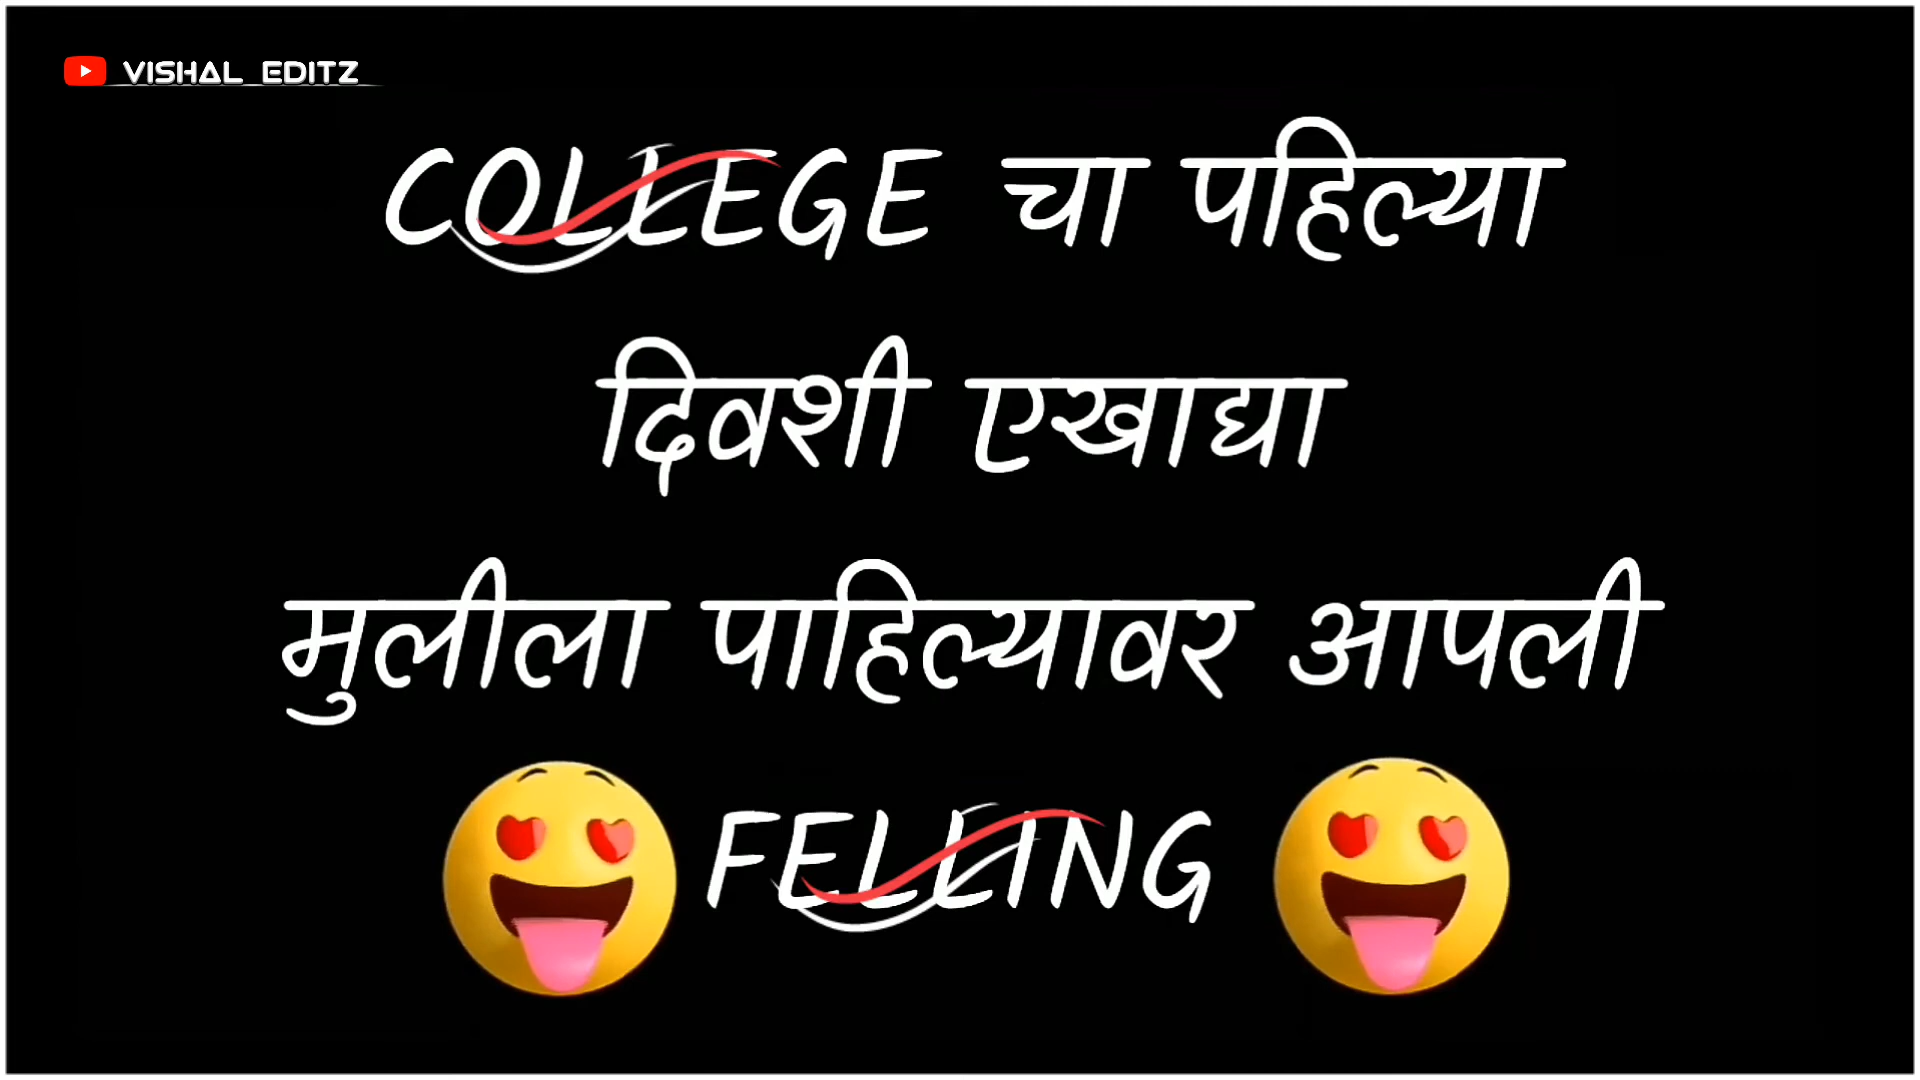 VISHAL_EDITZ
COLLEGE चा पहिल्या
दिवशी एखाद्या
मुलीला पाहिल्यावर आपली
FELLING